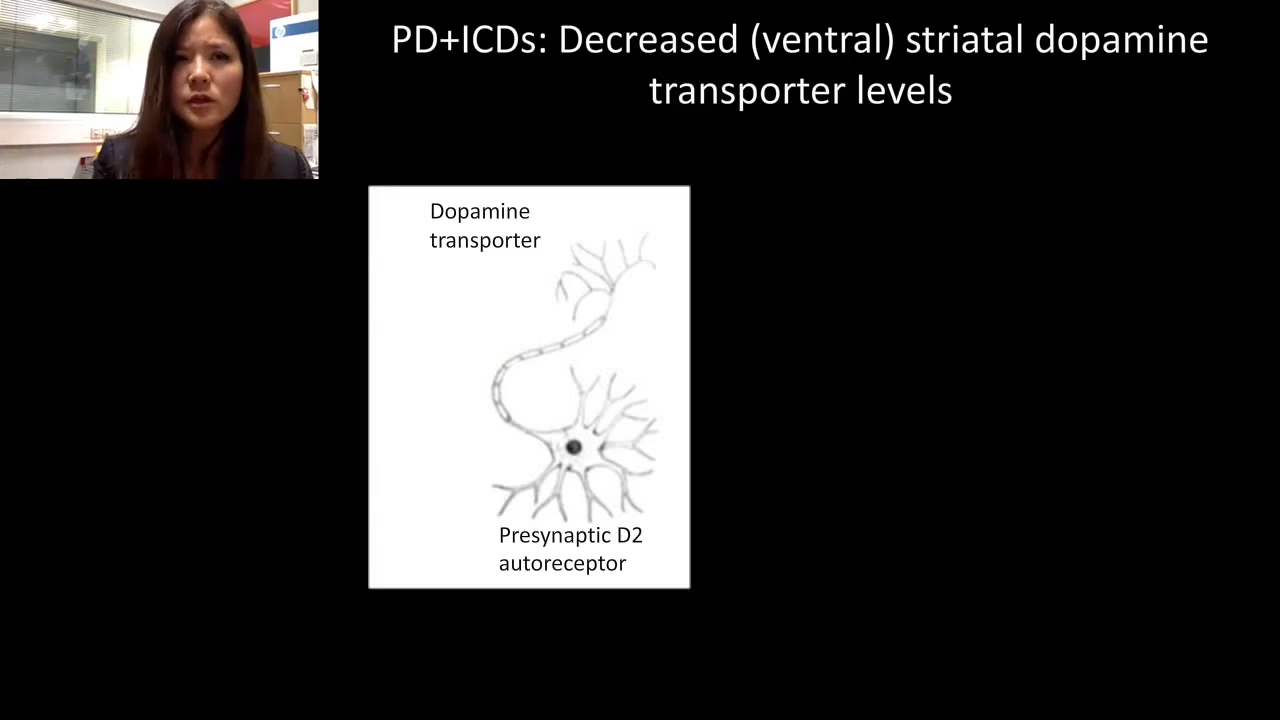 PD+ICDs: Decreased (ventral) striatal dopamine
transporter levels
Dopamine
transporter
Presynaptic D2
autoreceptor